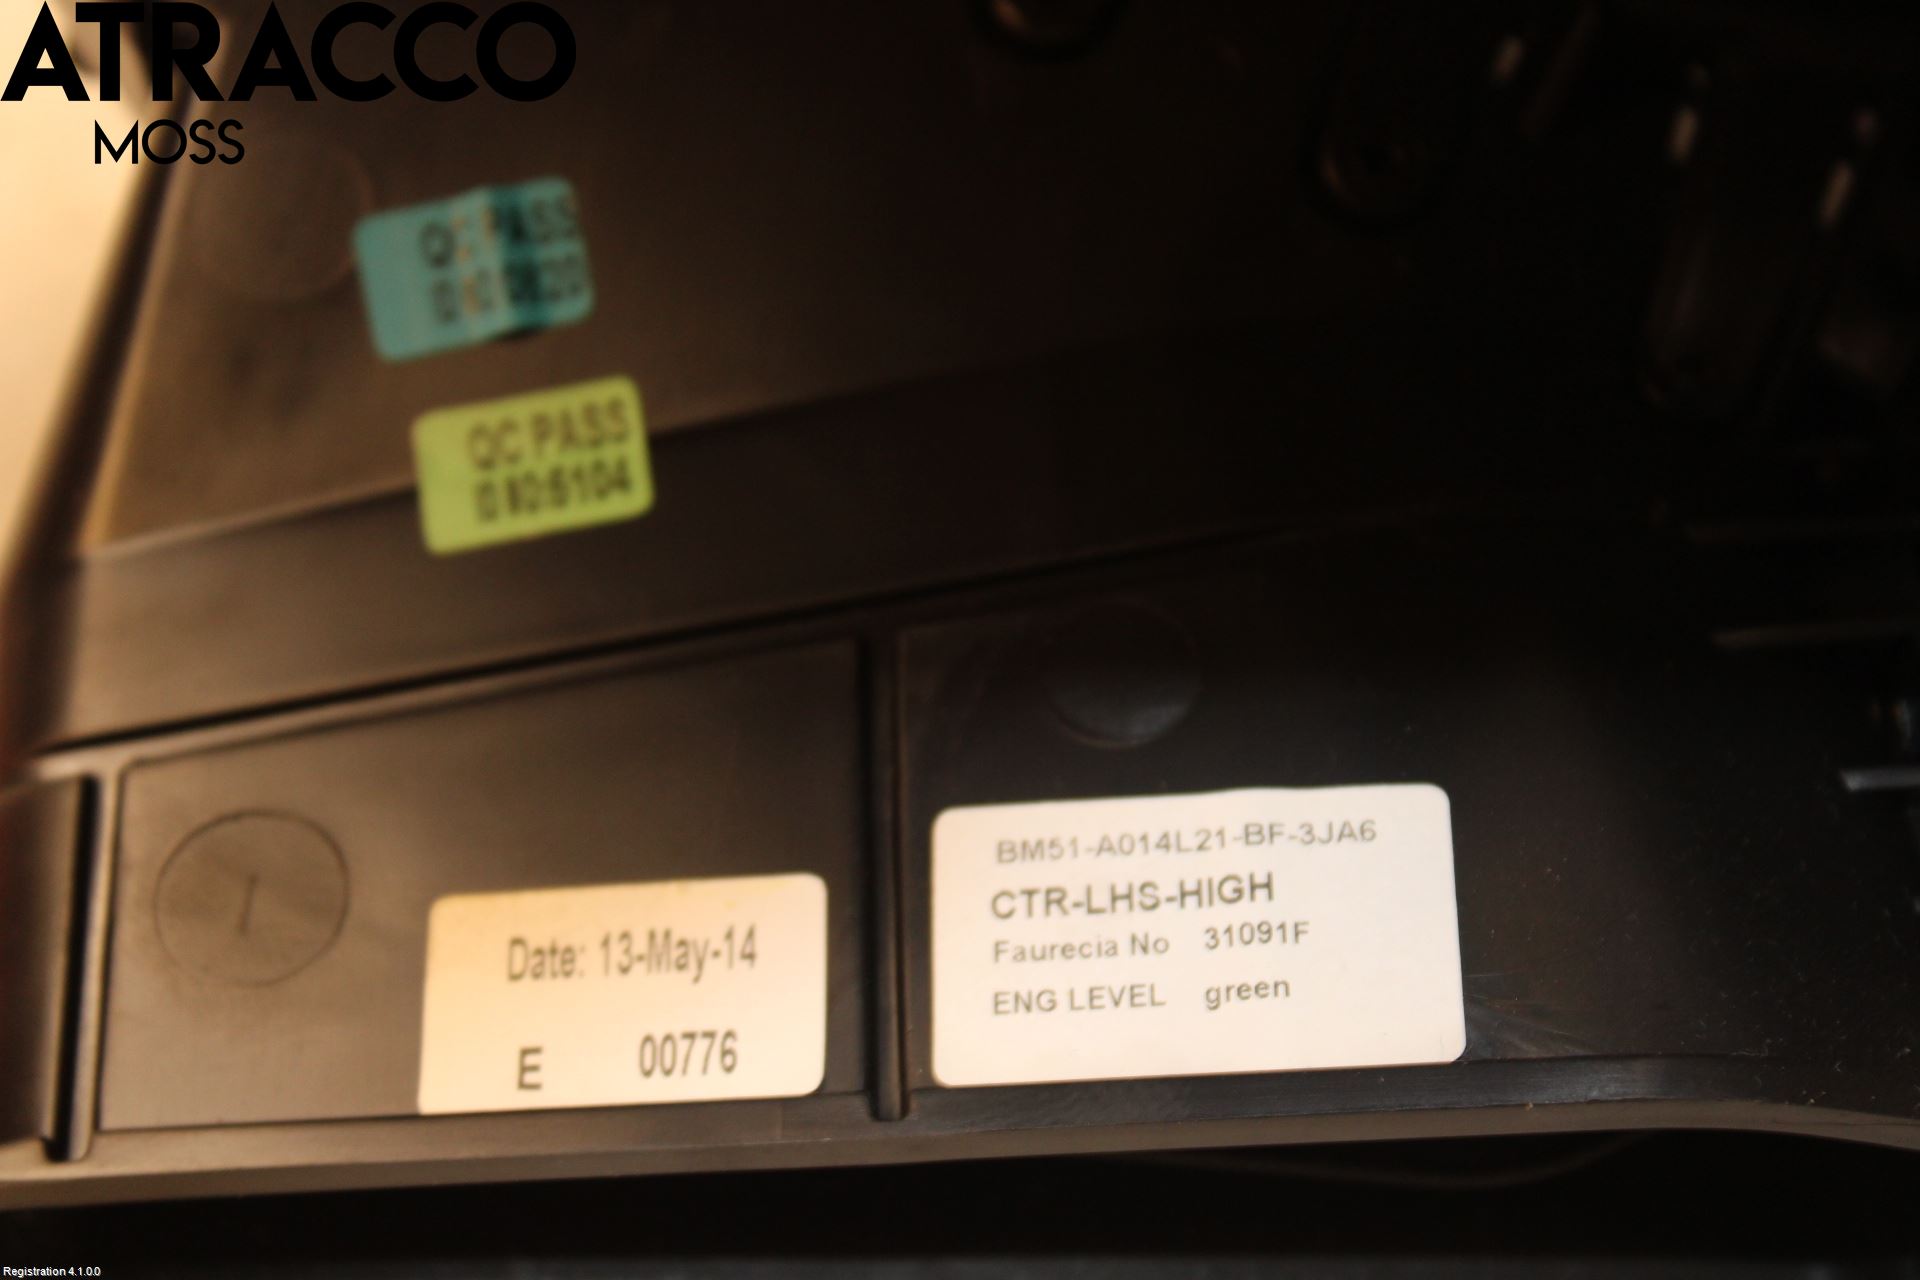 ATRACCO
MOSS
PASS
QC PASS
Date: 13-May-14
E 00776
BM51-A014L21-BF-3JA6
CTR-LHS-HIGH
Faurecia No 31091F
ENG LEVEL green
Registration 4.1.0.0